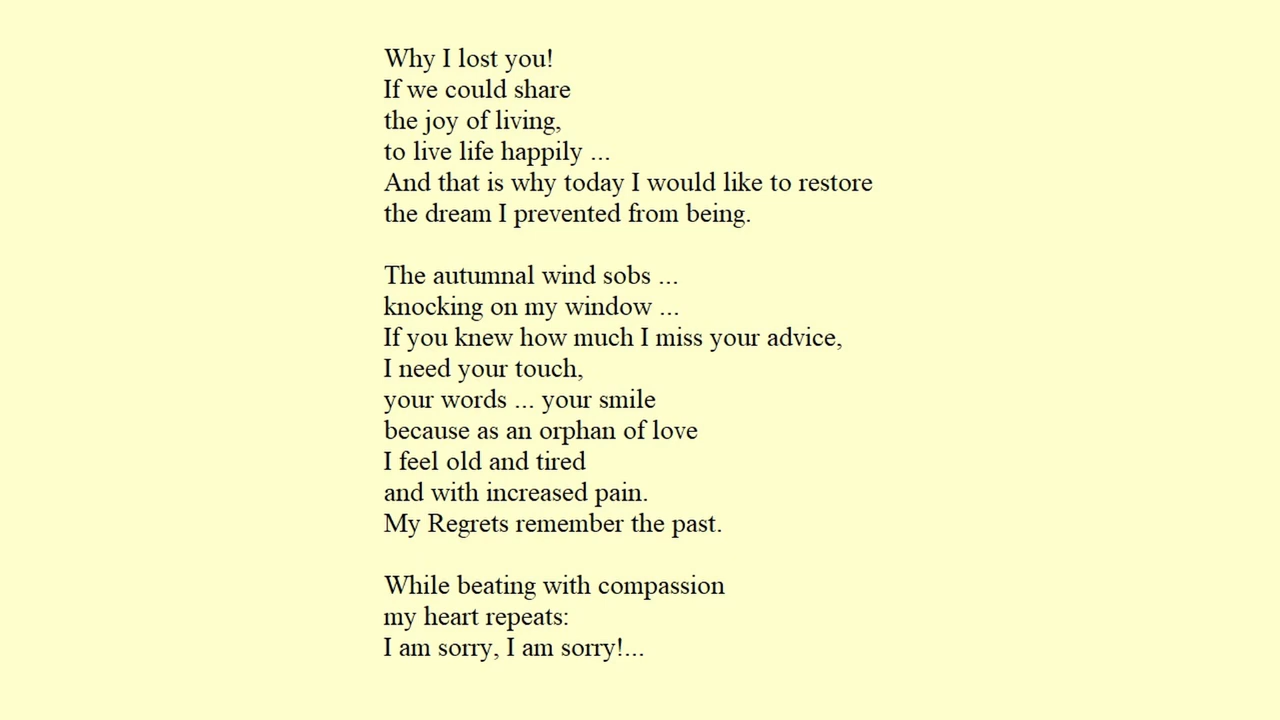 Why I lost you!
If we could share
the joy of living,
to live life happily ...
And that is why today I would like to restore
the dream I prevented from being.
The autumnal wind sobs ...
knocking on my window ...
If you knew how much I miss your advice,
I need your touch,
your words ... your smile
because as an orphan of love
I feel old and tired
and with increased pain.
My Regrets remember the past.
While beating with compassion
my heart repeats:
I am sorry, I am sorry!...